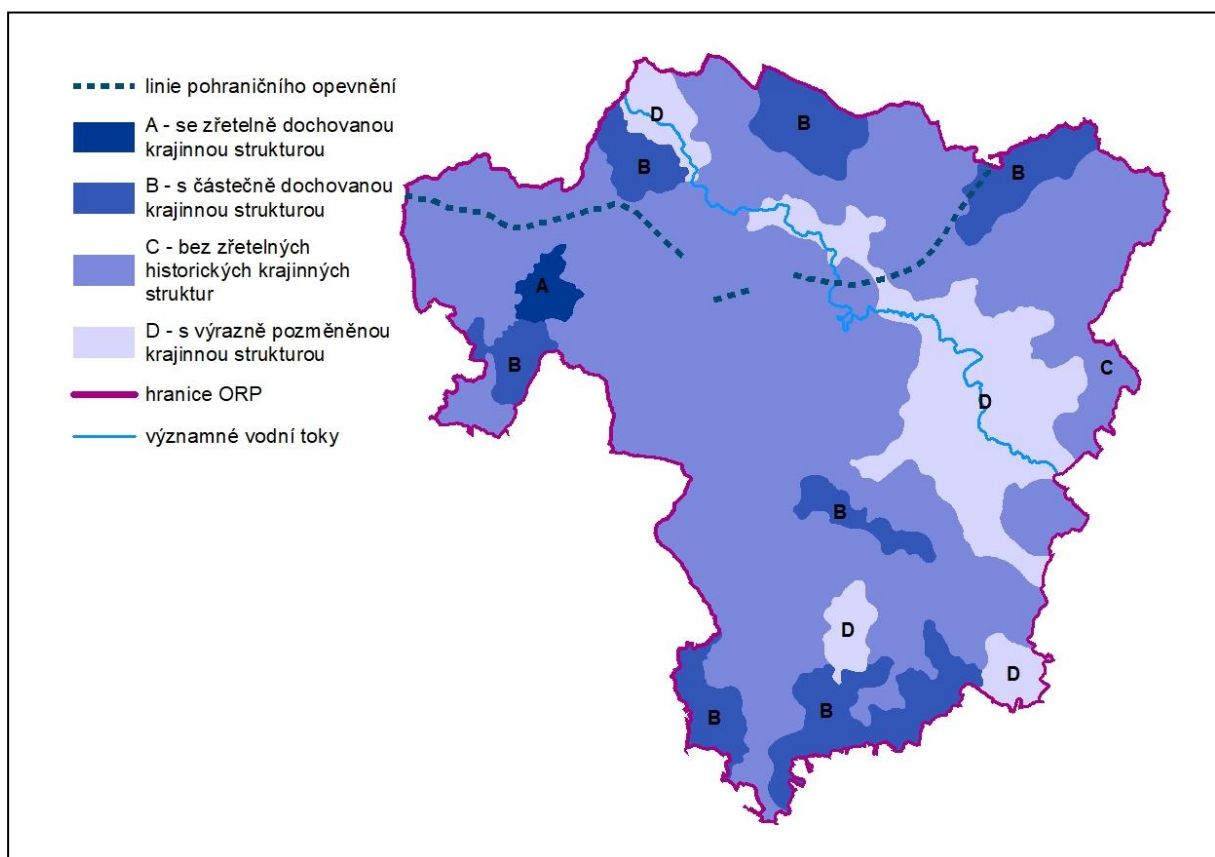 linie pohraničního opevnění
A - se zřetelně dochovanou
krajinnou strukturou
B - s částečně dochovanou
krajinnou strukturou
C - bez zřetelných
historických krajinných
struktur
D - s výrazně pozměněnou
krajinnou strukturou
hranice ORP
významné vodní toky
D
B
B
B
A
B
C
D
B
D
D
B
B